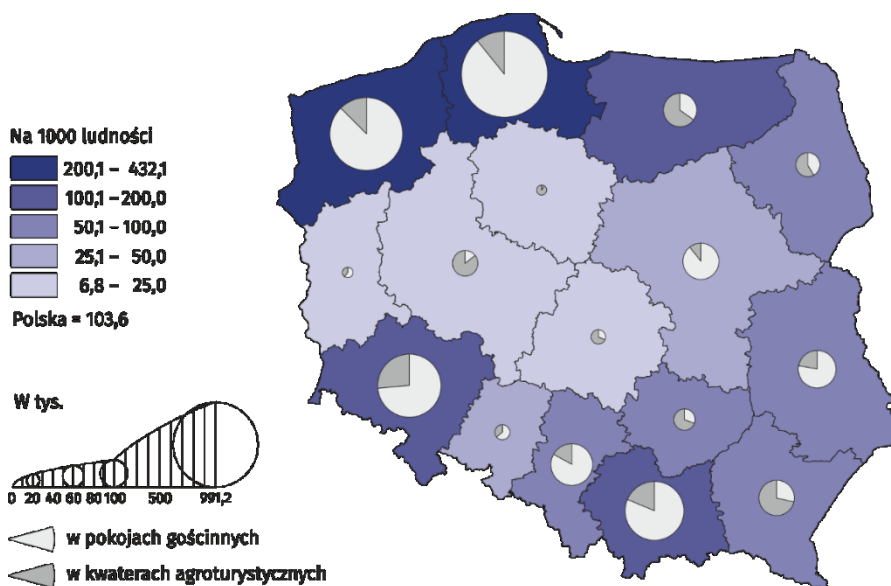 Na 1000 ludności
200,1 – 432,1
100,1 – 200,0
50,1 – 100,0
25,1 – 50,0
6,8 – 25,0
Polska = 103,6
W tys.
0 20 40 60 80 100 500 991,2
w pokojach gościnnych
w kwaterach agroturystycznych